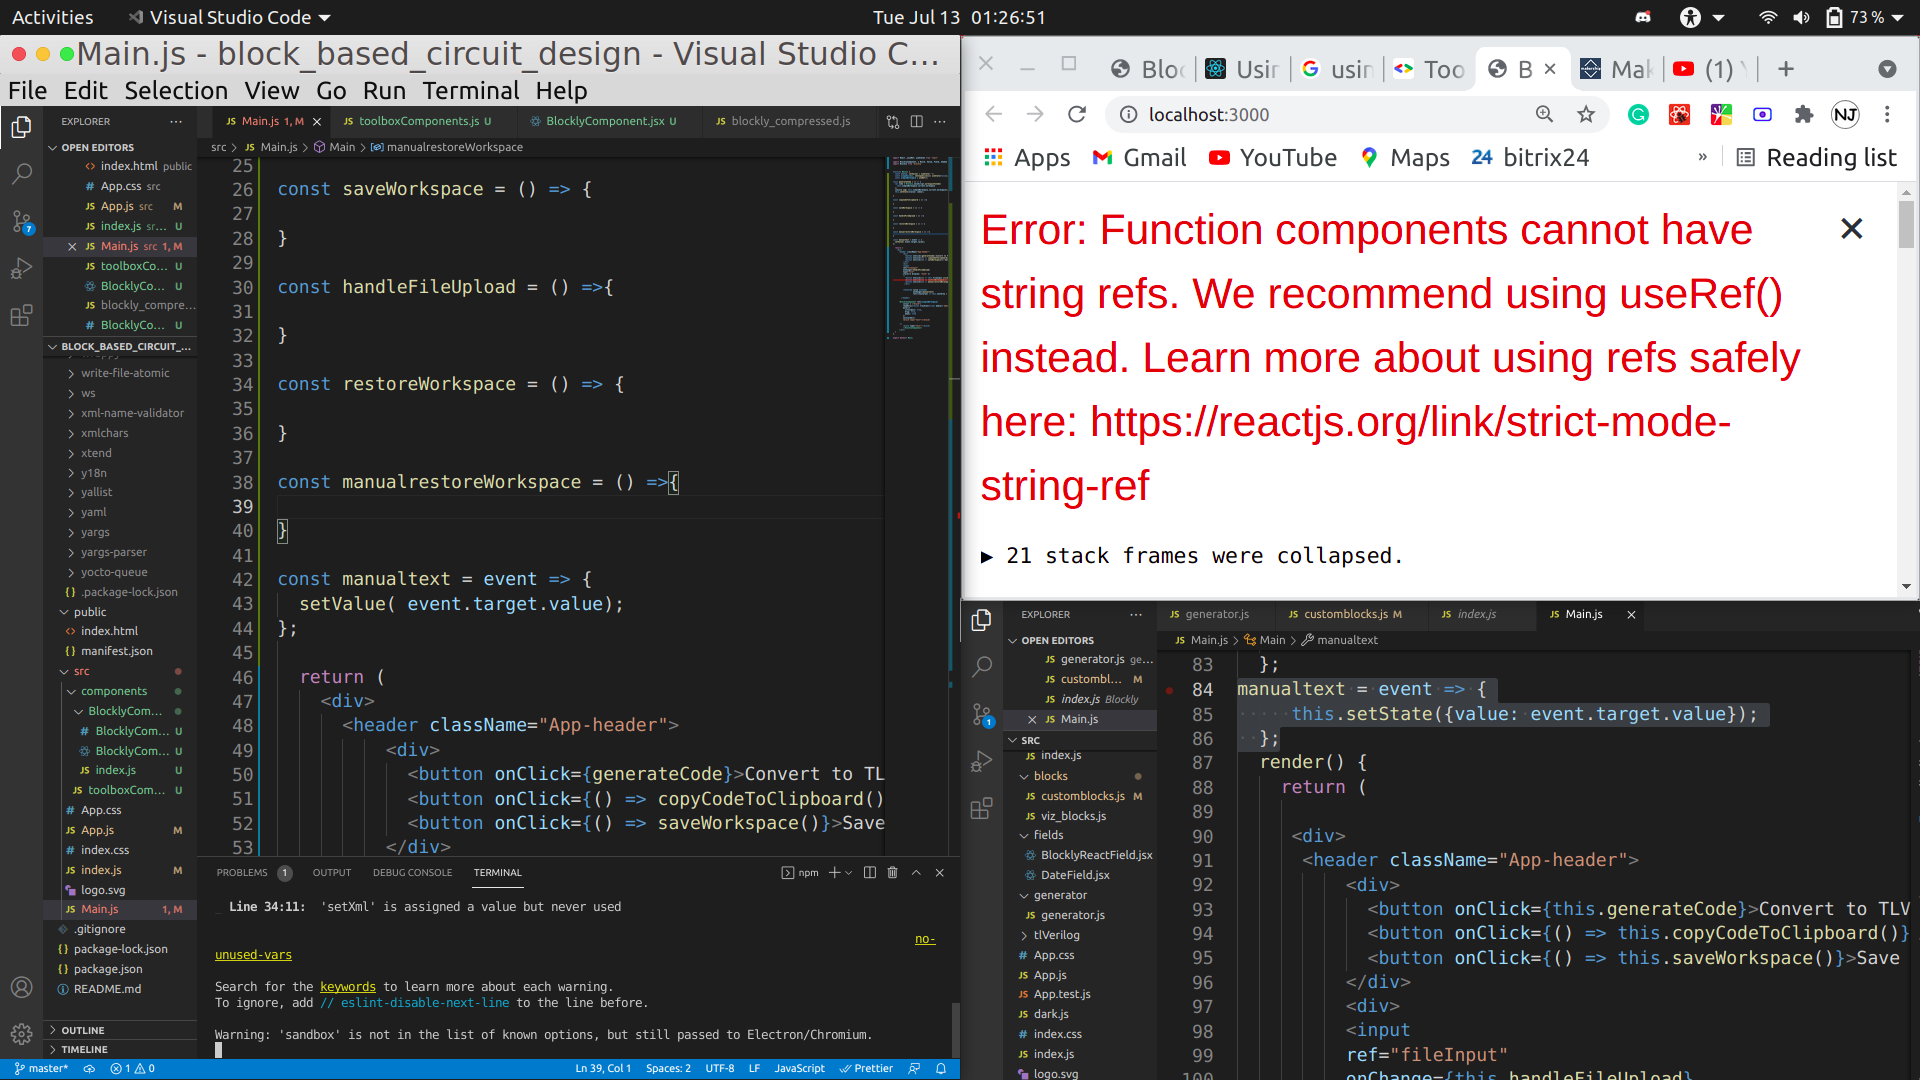 Activities
Visual Studio Code
Tue Jul 13 01:26:51
73 %
Main.js - block_based_circuit_design - Visual Studio C...
File Edit Selection View Go Run Terminal Help
EXPLORER
OPEN EDITORS
index.html public
App.css src
App.js src M
index.js sr... U
Main.js src 1, M
toolboxCo... U
BlocklyCo... U
blockly_compre...
BlocklyCo... U
BLOCK_BASED_CIRCUIT_...
write-file-atomic
ws
xml-name-validator
xmlchars
xtend
y18n
yallist
yaml
yargs
yargs-parser
yocto-queue
.package-lock.json
public
index.html
manifest.json
src
components
BlocklyCom...
BlocklyCom... U
BlocklyCom... U
index.js U
toolboxCom... U
App.css
App.js M
index.css
index.js M
logo.svg
Main.js 1, M
.gitignore
package-lock.json
package.json
README.md
OUTLINE
TIMELINE
Main.js 1, M
toolboxComponents.js U
BlocklyComponent.jsx U
blockly_compressed.js
src > Main.js > Main > manualrestoreWorkspace
25
26 const saveWorkspace = () => {
27
28 }
29
30 const handleFileUpload = () =>{
31
32 }
33
34 const restoreWorkspace = () => {
35
36 }
37
38 const manualrestoreWorkspace = () =>{
39
40 }
41
42 const manualtext = event => {
43 setValue( event.target.value);
44 };
45
46 return (
47 <div>
48 <header className="App-header">
49 <div>
50 <button onClick={generateCode}>Convert to TL
51 <button onClick={() => copyCodeToClipboard()
52 <button onClick={() => saveWorkspace()}>Save
53 </div>
PROBLEMS 1 OUTPUT DEBUG CONSOLE TERMINAL
npm
Line 34:11: 'setXml' is assigned a value but never used
no-
unused-vars
Search for the keywords to learn more about each warning.
To ignore, add // eslint-disable-next-line to the line before.
Warning: 'sandbox' is not in the list of known options, but still passed to Electron/Chromium.
master* 1 0 Ln 39, Col 1 Spaces: 2 UTF-8 LF JavaScript Prettier
Blo Usir usin Too B Mak (1)
localhost:3000
NJ
Apps Gmail YouTube Maps 24 bitrix24 » Reading list
Error: Function components cannot have
string refs. We recommend using useRef()
instead. Learn more about using refs safely
here: https://reactjs.org/link/strict-mode-
string-ref
▶ 21 stack frames were collapsed.
EXPLORER
OPEN EDITORS
generator.js ge...
custombl... M
index.js Blockly
Main.js
SRC
index.js
blocks
customblocks.js M
viz_blocks.js
fields
BlocklyReactField.jsx
DateField.jsx
generator
generator.js
tlVerilog
App.css
App.js
App.test.js
dark.js
index.css
index.js
logo.svg
generator.js
customblocks.js M
index.js
Main.js
Main.js > Main > manualtext
83 };
84 manualtext = event => {
85 this.setState({value: event.target.value});
86 };
87 render() {
88 return (
89
90 <div>
91 <header className="App-header">
92 <div>
93 <button onClick={this.generateCode}>Convert to TLV
94 <button onClick={() => this.copyCodeToClipboard()}
95 <button onClick={() => this.saveWorkspace()}>Save
96 </div>
97 <div>
98 <input
99 ref="fileInput"
100 onChange={this.handleFileUpload}